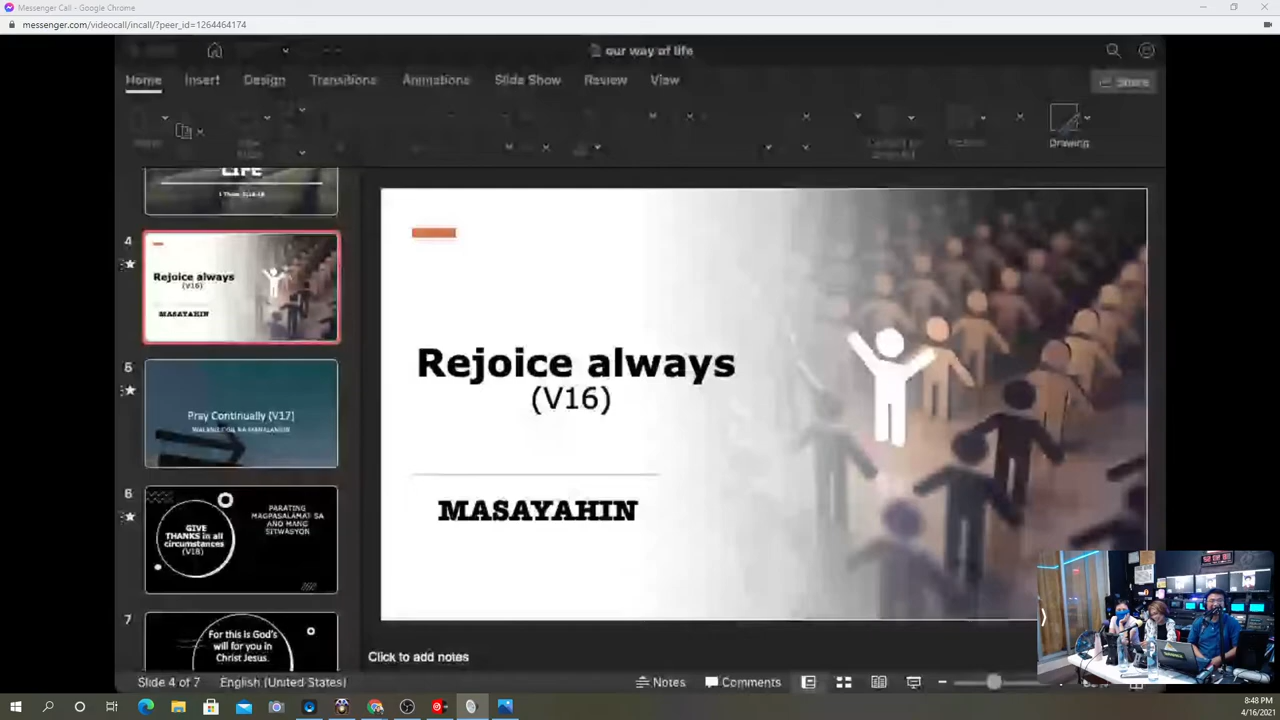 Messenger Call - Google Chrome
messenger.com/videocall/incall/?peer_id=1264464174
our way of life
Home Insert Design Transitions Animations Slide Show Review View
Share
Drawing
LIFE
4
Rejoice always
(V16)
MASAYAHIN
5
Pray Continually (V17)
6
GIVE
THANKS in all
circumstances
(V18)
PARATING
MAGPASALAMAT SA
ANO MANG
SITWASYON
7
For this is God's
will for you in
Christ Jesus.
Rejoice always
(V16)
MASAYAHIN
Click to add notes
Slide 4 of 7 English (United States)
Notes Comments
8:48 PM
4/16/2021